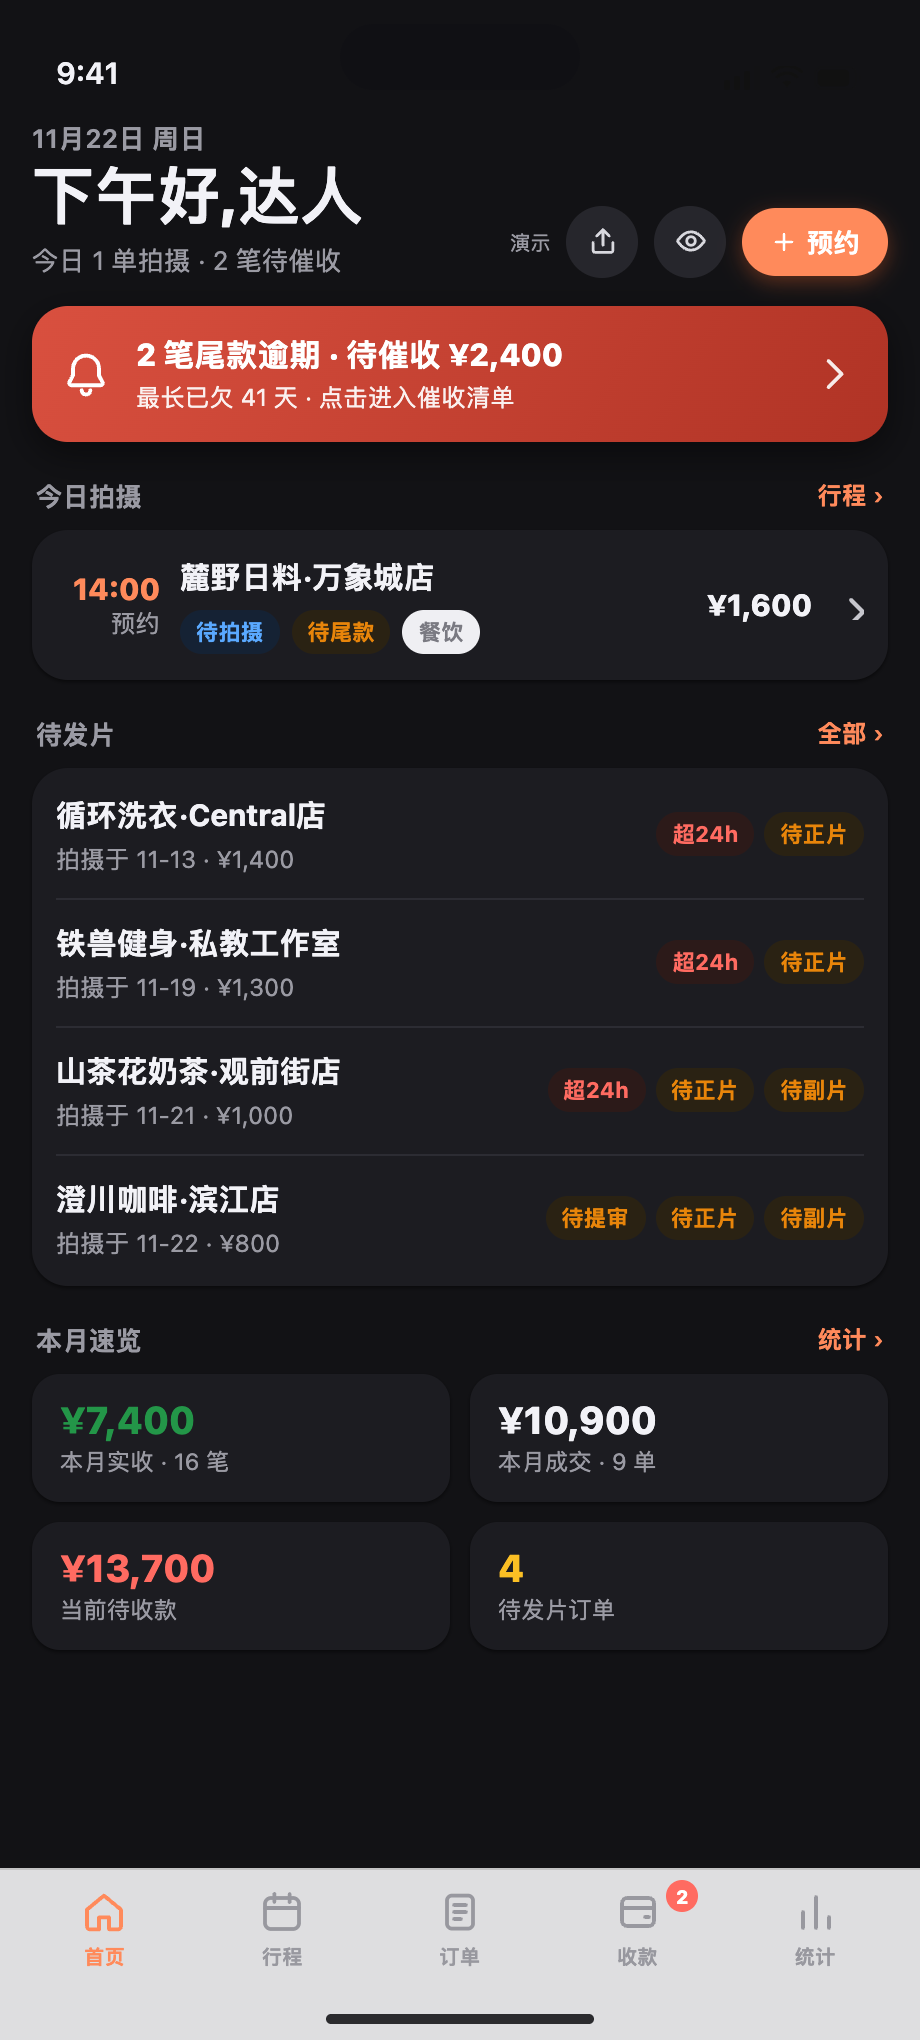 9:41
11月22日 周日
下午好,达人
今日 1 单拍摄 · 2 笔待催收
演示
+ 预约
2 笔尾款逾期 · 待催收 ¥2,400
最长已欠 41 天 · 点击进入催收清单
今日拍摄
行程 ›
14:00
预约
麓野日料·万象城店
待拍摄
待尾款
餐饮
¥1,600
待发片
全部 ›
循环洗衣·Central店
拍摄于 11-13 · ¥1,400
超24h
待正片
铁兽健身·私教工作室
拍摄于 11-19 · ¥1,300
超24h
待正片
山茶花奶茶·观前街店
拍摄于 11-21 · ¥1,000
超24h
待正片
待副片
澄川咖啡·滨江店
拍摄于 11-22 · ¥800
待提审
待正片
待副片
本月速览
统计 ›
¥7,400
本月实收 · 16 笔
¥10,900
本月成交 · 9 单
¥13,700
当前待收款
4
待发片订单
首页
行程
订单
2
收款
统计